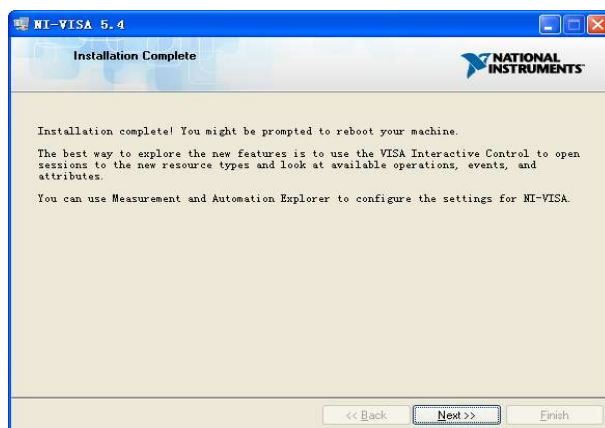 NI-VISA 5.4
Installation Complete
NATIONAL
INSTRUMENTS
Installation complete! You might be prompted to reboot your machine.
The best way to explore the new features is to use the VISA Interactive Control to open
sessions to the new resource types and look at available operations, events, and
attributes.
You can use Measurement and Automation Explorer to configure the settings for NI-VISA.
<< Back
Next >>
Finish